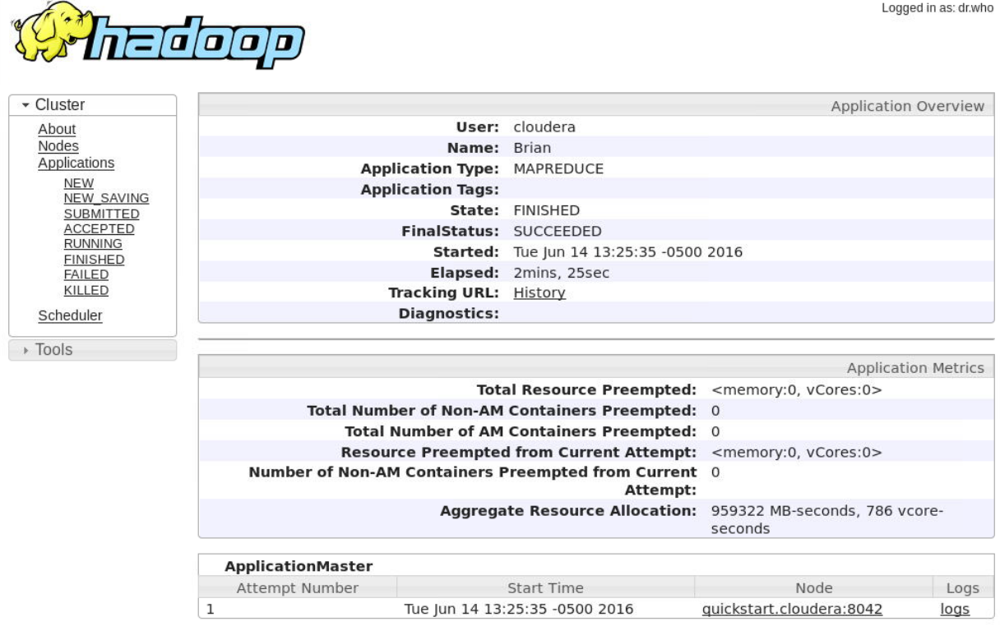 Logged in as: dr.who
hadoop
Cluster
About
Nodes
Applications
NEW
NEW_SAVING
SUBMITTED
ACCEPTED
RUNNING
FINISHED
FAILED
KILLED
Scheduler
Tools
Application Overview
User: cloudera
Name: Brian
Application Type: MAPREDUCE
Application Tags:
State: FINISHED
FinalStatus: SUCCEEDED
Started: Tue Jun 14 13:25:35 -0500 2016
Elapsed: 2mins, 25sec
Tracking URL: History
Diagnostics:
Application Metrics
Total Resource Preempted: <memory:0, vCores:0>
Total Number of Non-AM Containers Preempted: 0
Total Number of AM Containers Preempted: 0
Resource Preempted from Current Attempt: <memory:0, vCores:0>
Number of Non-AM Containers Preempted from Current 0
Attempt:
Aggregate Resource Allocation: 959322 MB-seconds, 786 vcore-
seconds
ApplicationMaster
Attempt Number Start Time Node Logs
1 Tue Jun 14 13:25:35 -0500 2016 quickstart.cloudera:8042 logs